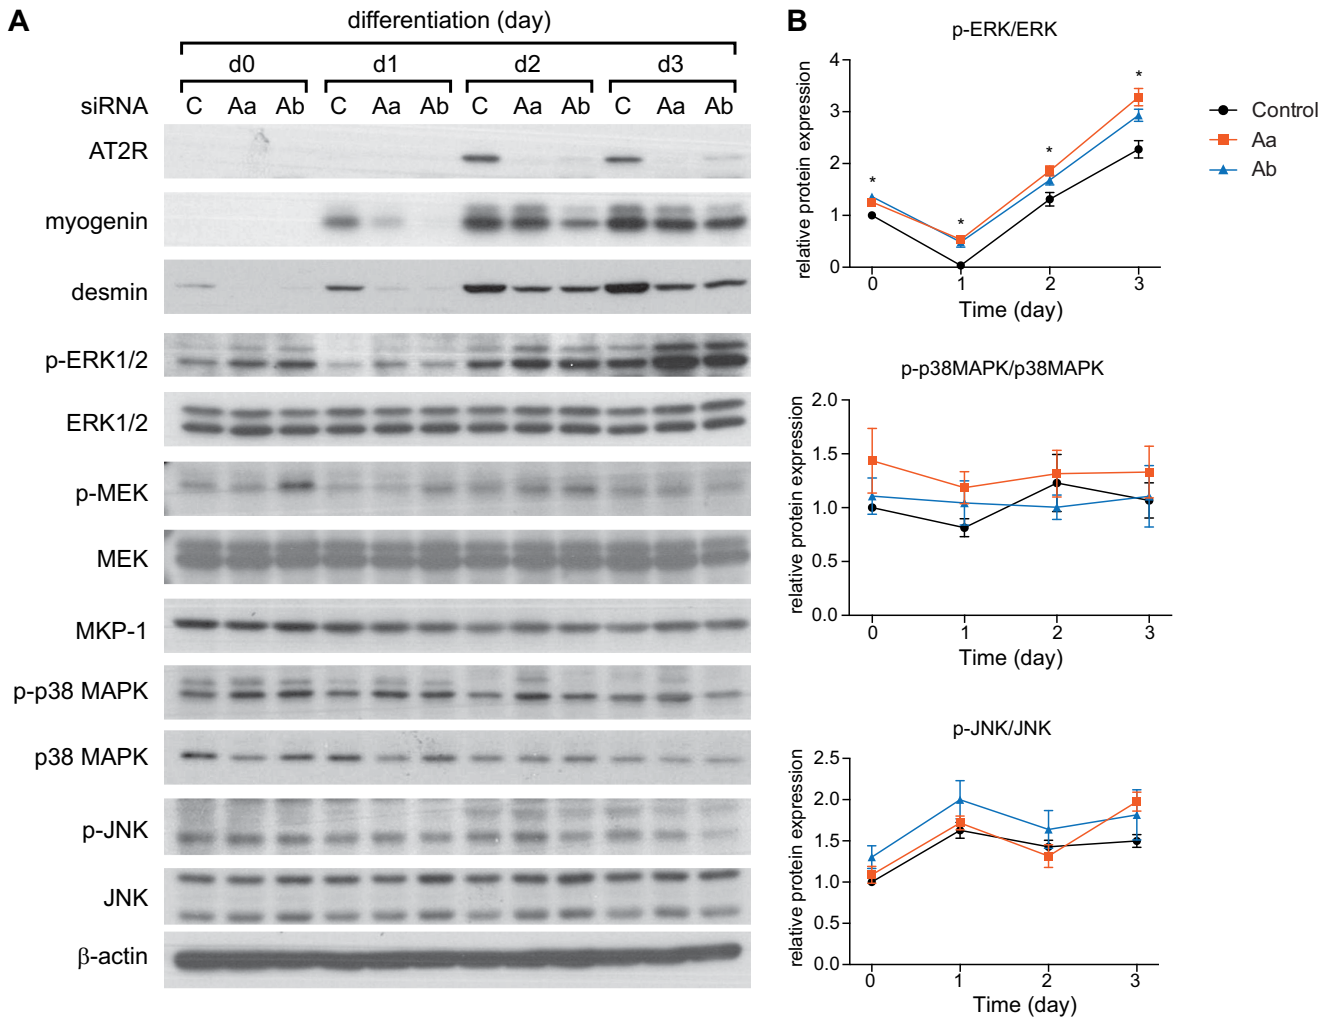 A
differentiation (day)
d0 d1 d2 d3
siRNA C Aa Ab C Aa Ab C Aa Ab C Aa Ab
AT2R
myogenin
desmin
p-ERK1/2
ERK1/2
p-MEK
MEK
MKP-1
p-p38 MAPK
p38 MAPK
p-JNK
JNK
β-actin
B
p-ERK/ERK
relative protein expression
4
3
2
1
0
0 1 2 3
Time (day)
* * * *
Control
Aa
Ab
p-p38MAPK/p38MAPK
relative protein expression
2.0
1.5
1.0
0.5
0.0
0 1 2 3
Time (day)
p-JNK/JNK
relative protein expression
2.5
2.0
1.5
1.0
0.5
0.0
0 1 2 3
Time (day)